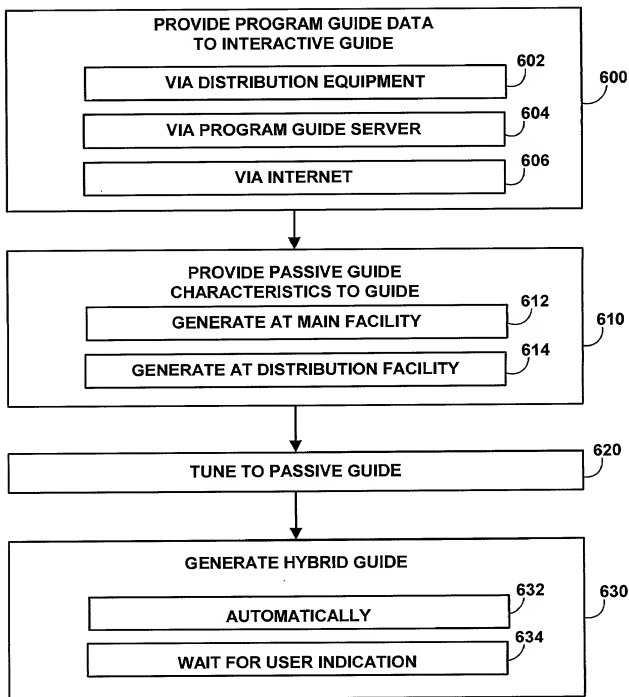 PROVIDE PROGRAM GUIDE DATA
TO INTERACTIVE GUIDE
VIA DISTRIBUTION EQUIPMENT
602
VIA PROGRAM GUIDE SERVER
604
VIA INTERNET
606
600
PROVIDE PASSIVE GUIDE
CHARACTERISTICS TO GUIDE
GENERATE AT MAIN FACILITY
612
GENERATE AT DISTRIBUTION FACILITY
614
610
TUNE TO PASSIVE GUIDE
620
GENERATE HYBRID GUIDE
AUTOMATICALLY
632
WAIT FOR USER INDICATION
634
630